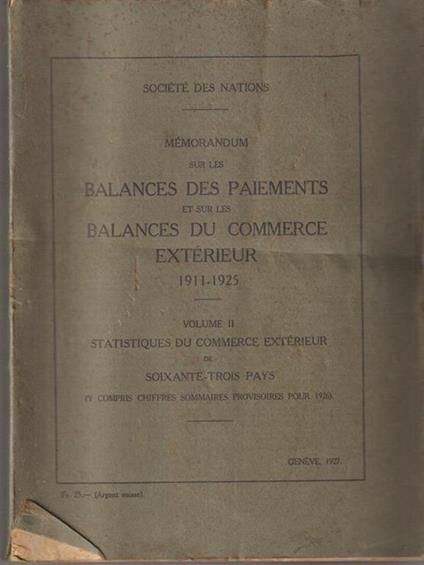 SOCIÉTÉ DES NATIONS
MÉMORANDUM
SUR LES
BALANCES DES PAIEMENTS
ET SUR LES
BALANCES DU COMMERCE
EXTÉRIEUR
1911-1925
VOLUME II
STATISTIQUES DU COMMERCE EXTÉRIEUR
DE
SOIXANTE-TROIS PAYS
(Y COMPRIS CHIFFRES SOMMAIRES PROVISOIRES POUR 1926).
GENÈVE, 1927.
Fr. 25.— (Argent suisse).